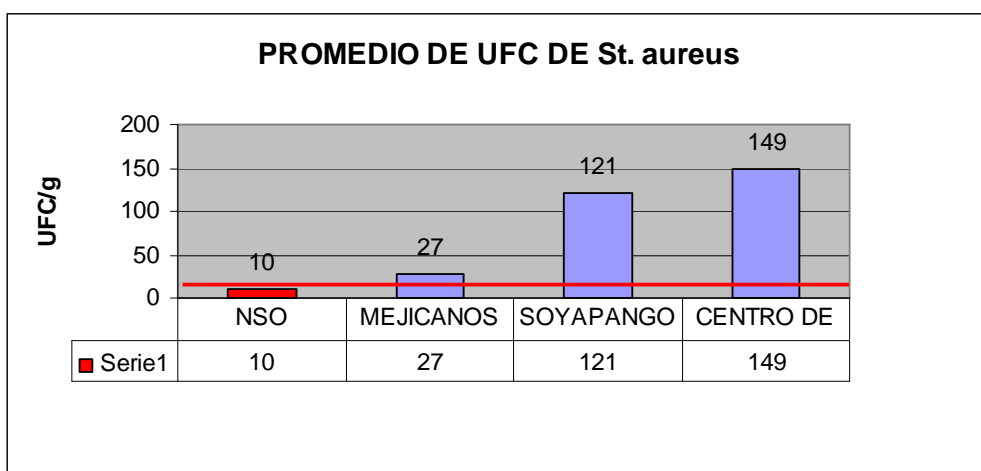 PROMEDIO DE UFC DE St. aureus
UFC/g
200
150
100
50
0
10
27
121
149
NSO MEJICANOS SOYAPANGO CENTRO DE
Serie1 10 27 121 149